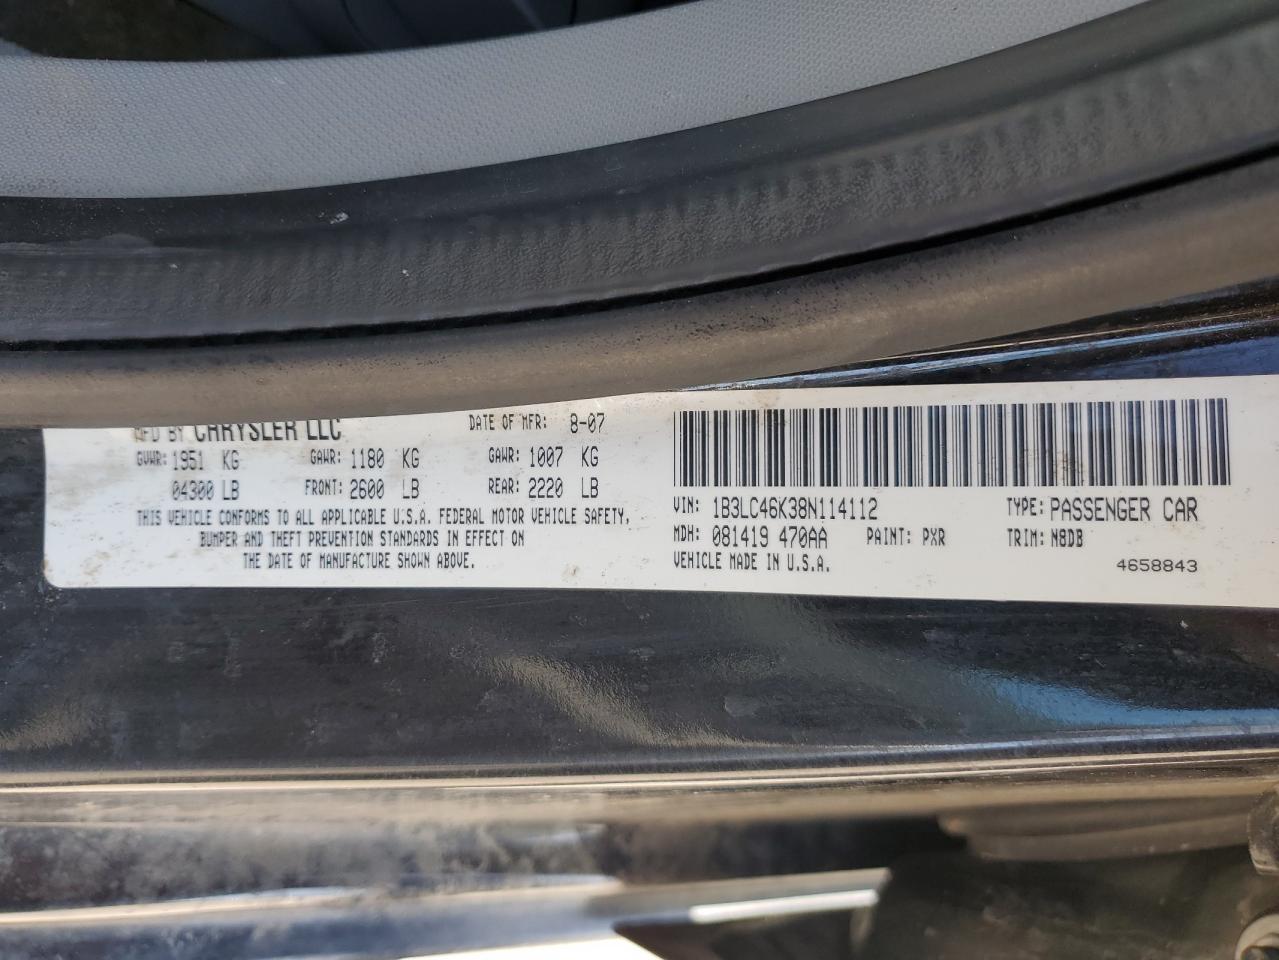 MFD BY CHRYSLER LLC DATE OF MFR: 8-07
GVWR: 1951 KG GAWR: 1180 KG GAWR: 1007 KG
04300 LB FRONT: 2600 LB REAR: 2220 LB
THIS VEHICLE CONFORMS TO ALL APPLICABLE U.S.A. FEDERAL MOTOR VEHICLE SAFETY,
BUMPER AND THEFT PREVENTION STANDARDS IN EFFECT ON
THE DATE OF MANUFACTURE SHOWN ABOVE.
VIN: 1B3LC46K38N114112 TYPE: PASSENGER CAR
MDH: 081419 470AA PAINT: PXR TRIM: N8DB
VEHICLE MADE IN U.S.A. 4658843